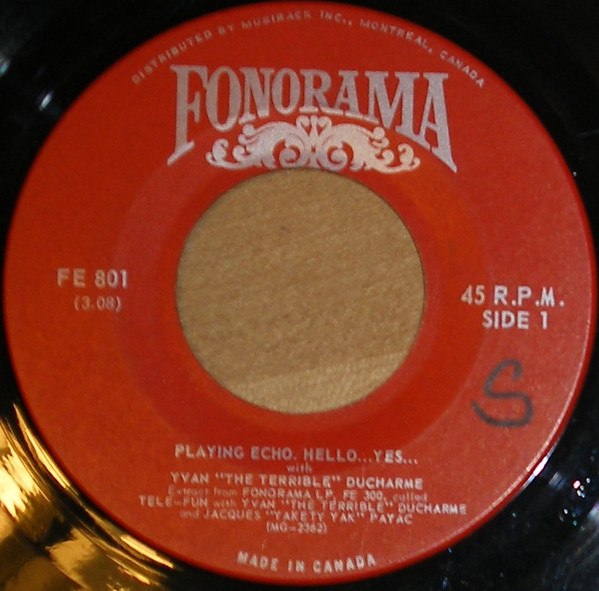 DISTRIBUTED BY MUSIBACK INC., MONTREAL, CANADA
FONORAMA
FE 801
(3.08)
45 R.P.M.
SIDE 1
S
PLAYING ECHO. HELLO...YES...
with
YVAN "THE TERRIBLE" DUCHARME
Extract from FONORAMA LP. FE 300, called
TELE-FUN with YVAN "THE TERRIBLE" DUCHARME
and JACQUES "YAKETY YAK" PAYAC
(MG-2362)
MADE IN CANADA